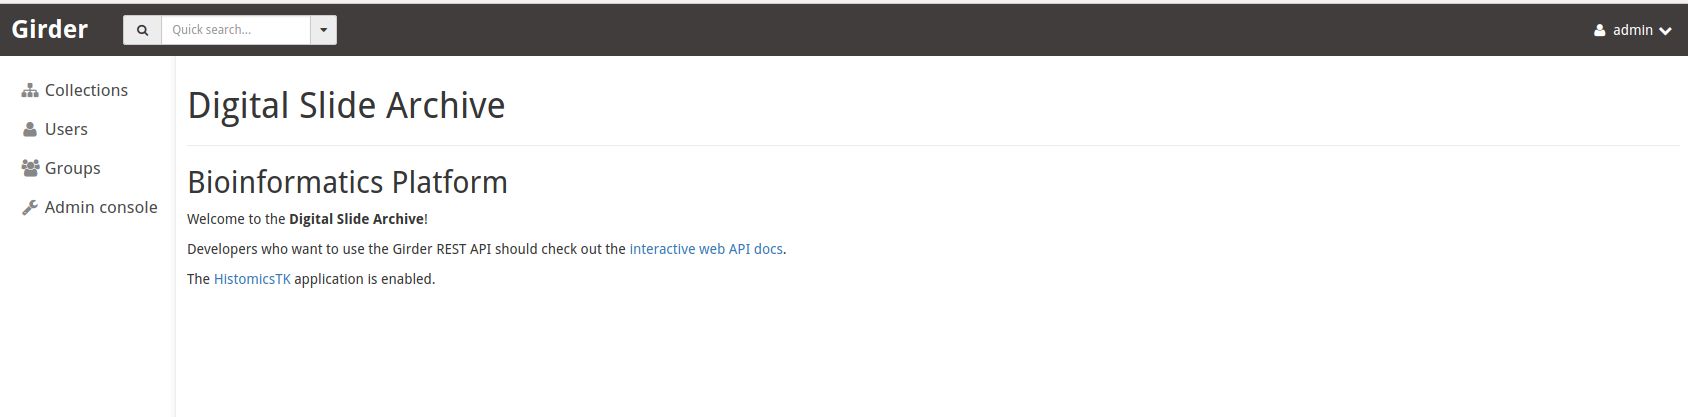 Girder
Quick search...
admin
Collections
Users
Groups
Admin console
Digital Slide Archive
Bioinformatics Platform
Welcome to the Digital Slide Archive!
Developers who want to use the Girder REST API should check out the interactive web API docs.
The HistomicsTK application is enabled.